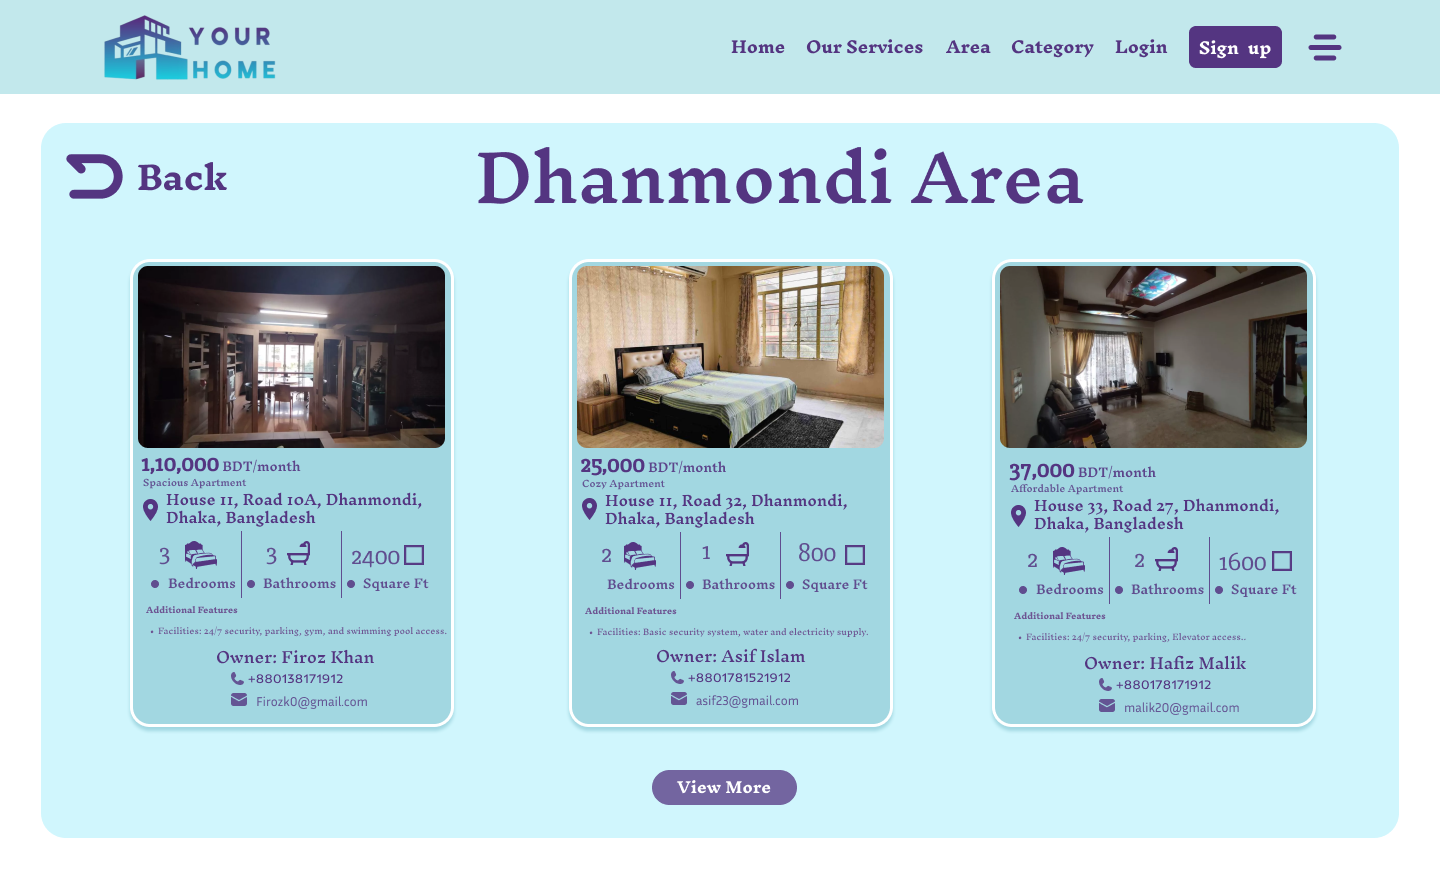 YOUR
HOME
Home Our Services Area Category Login Sign up
Back
Dhanmondi Area
1,10,000 BDT/month
Spacious Apartment
House 11, Road 10A, Dhanmondi,
Dhaka, Bangladesh
3 3 2400
• Bedrooms • Bathrooms • Square Ft
Additional Features
• Facilities: 24/7 security, parking, gym, and swimming pool access.
Owner: Firoz Khan
+880138171912
Firozk0@gmail.com
25,000 BDT/month
Cozy Apartment
House 11, Road 32, Dhanmondi,
Dhaka, Bangladesh
2 1 800
Bedrooms • Bathrooms • Square Ft
Additional Features
• Facilities: Basic security system, water and electricity supply.
Owner: Asif Islam
+8801781521912
asif23@gmail.com
37,000 BDT/month
Affordable Apartment
House 33, Road 27, Dhanmondi,
Dhaka, Bangladesh
2 2 1600
• Bedrooms • Bathrooms • Square Ft
Additional Features
• Facilities: 24/7 security, parking, Elevator access..
Owner: Hafiz Malik
+880178171912
malik20@gmail.com
View More